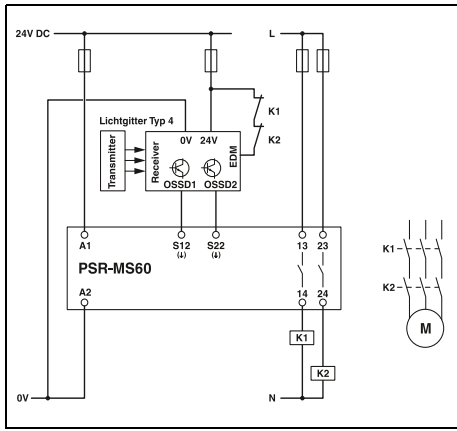 24V DC
L
K1
K2
Lichtgitter Typ 4
0V 24V
Transmitter
Receiver
EDM
OSSD1 OSSD2
A1 S12 S22 13 23
(↓) (↓)
PSR-MS60
A2 14 24
K1
K2
K1
K2
M
0V
N